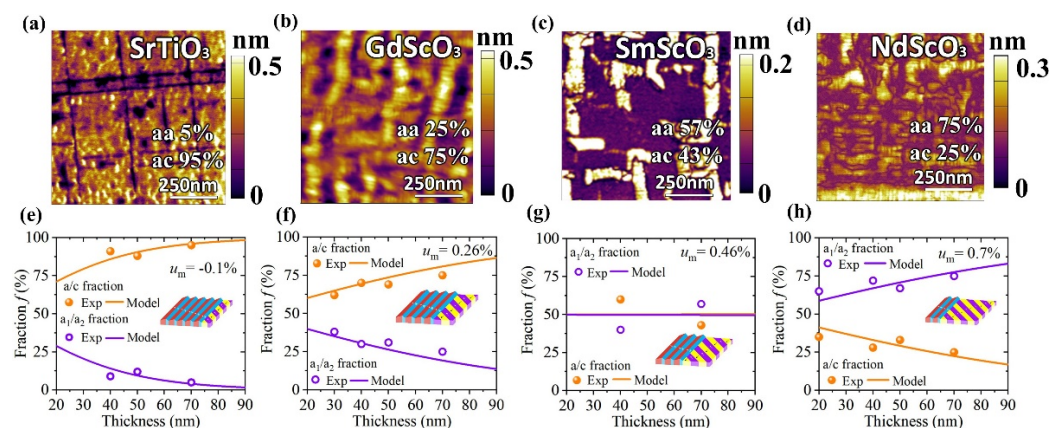 (a)
SrTiO₃
nm
0.5
aa 5%
ac 95%
250nm
0
(b)
GdScO₃
nm
0.5
aa 25%
ac 75%
250nm
0
(c)
SmScO₃
nm
0.2
aa 57%
ac 43%
250nm
0
(d)
NdScO₃
nm
0.3
aa 75%
ac 25%
250nm
0
(e)
Fraction f (%)
100
75
50
25
0
uₘ= -0.1%
a/c fraction
Exp Model
a₁/a₂ fraction
Exp Model
20 30 40 50 60 70 80 90
Thickness (nm)
(f)
Fraction f (%)
100
75
50
25
0
a/c fraction
uₘ= 0.26%
Exp Model
a₁/a₂ fraction
Exp Model
20 30 40 50 60 70 80 90
Thickness (nm)
(g)
Fraction f (%)
100
75
50
25
0
a₁/a₂ fraction
uₘ= 0.46%
Exp Model
a/c fraction
Exp Model
20 30 40 50 60 70 80 90
Thickness (nm)
(h)
Fraction f (%)
100
75
50
25
0
a₁/a₂ fraction
uₘ= 0.7%
Exp Model
a/c fraction
Exp Model
20 30 40 50 60 70 80 90
Thickness (nm)